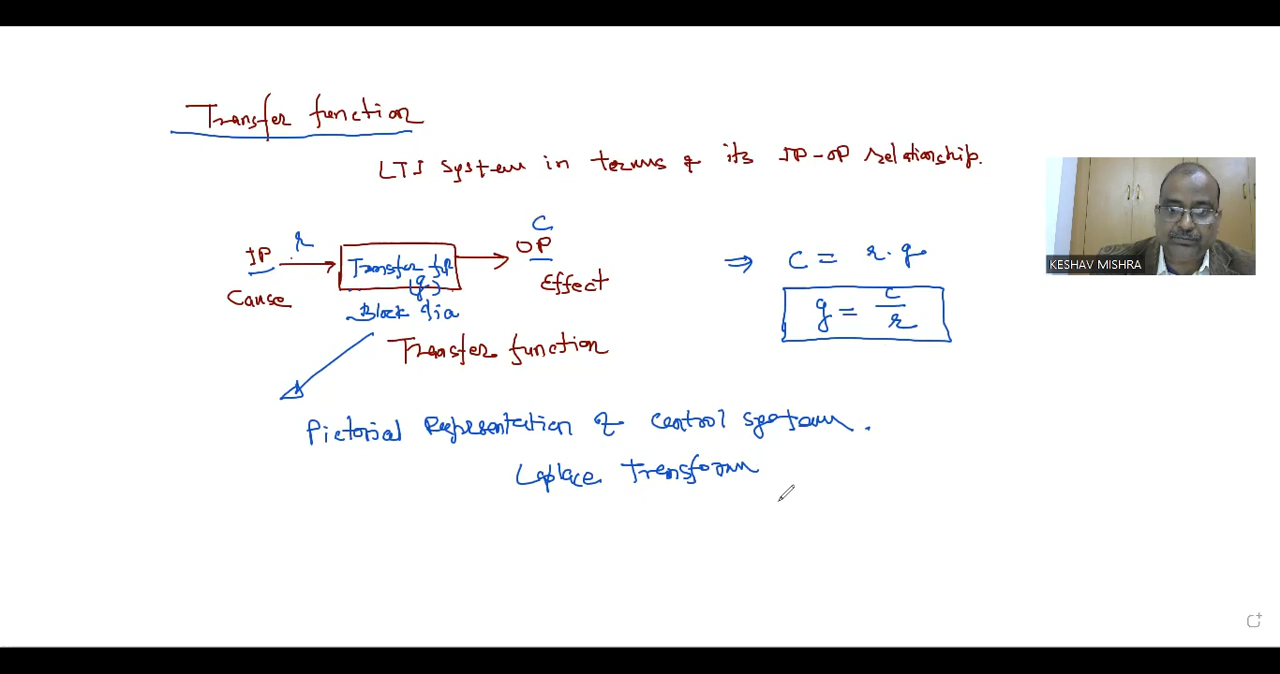 Transfer function
LTI System in terms of its IP-OP relationship.
IP r
Cause
Transfer fn
(g)
Block dia
C
OP
Effect
Transfer function
⇒ C = r.g
g = c/r
KESHAV MISHRA
Pictorial Representation of control system.
Laplace Transform